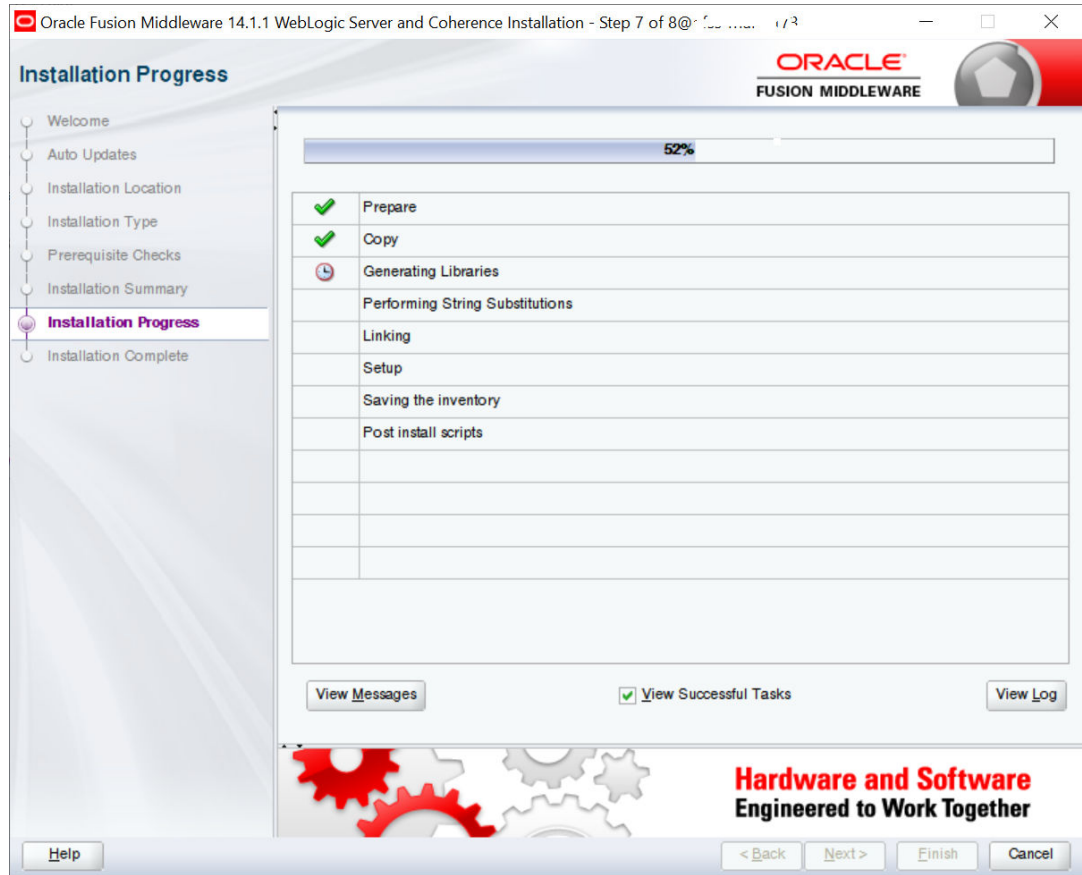 Oracle Fusion Middleware 14.1.1 WebLogic Server and Coherence Installation - Step 7 of 8@
Installation Progress
ORACLE
FUSION MIDDLEWARE
Welcome
Auto Updates
Installation Location
Installation Type
Prerequisite Checks
Installation Summary
Installation Progress
Installation Complete
52%
Prepare
Copy
Generating Libraries
Performing String Substitutions
Linking
Setup
Saving the inventory
Post install scripts
View Messages
View Successful Tasks
View Log
Hardware and Software
Engineered to Work Together
Help
< Back
Next >
Finish
Cancel